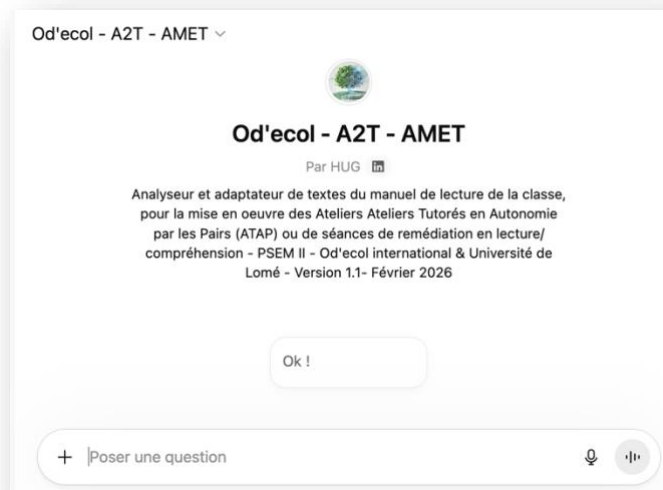 Od'ecol - A2T - AMET
Od'ecol - A2T - AMET
Par HUG in
Analyseur et adaptateur de textes du manuel de lecture de la classe,
pour la mise en oeuvre des Ateliers Ateliers Tutorés en Autonomie
par les Pairs (ATAP) ou de séances de remédiation en lecture/
compréhension - PSEM II - Od'ecol international & Université de
Lomé - Version 1.1- Février 2026
Ok !
Poser une question